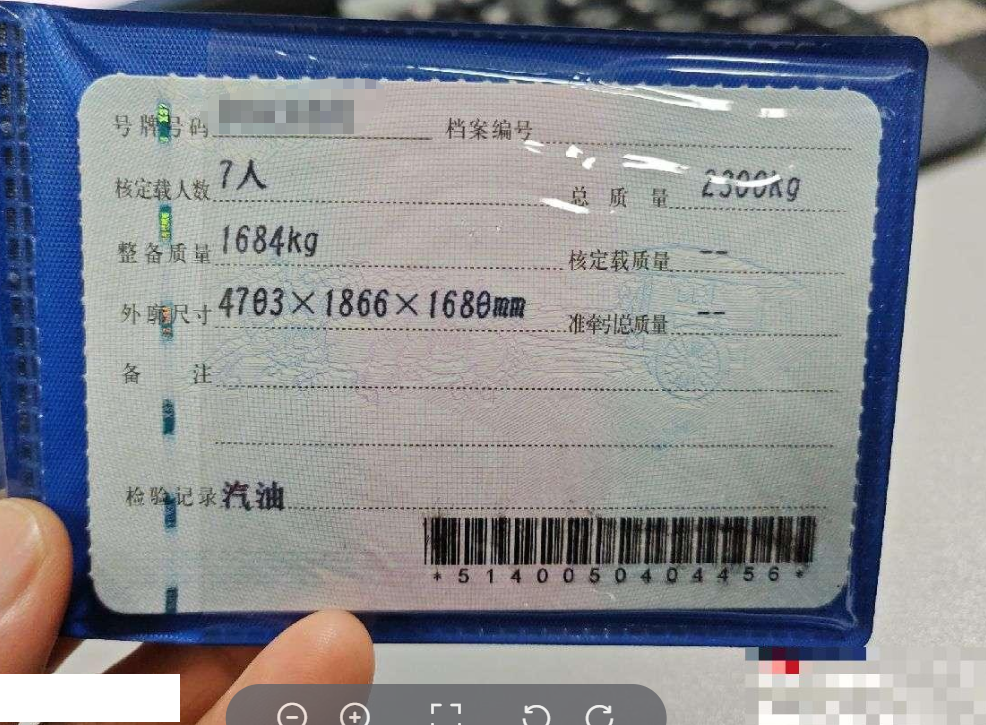 号牌号码 档案编号
核定载人数 7人 总质量 2300kg
整备质量 1684kg 核定载质量 --
外廓尺寸 4703×1866×1680mm 准牵引总质量 --
备注
检验记录 汽油
*5140050404456*